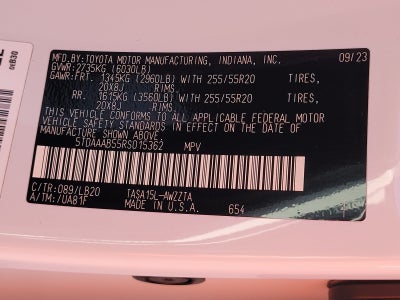 MFD.BY:TOYOTA MOTOR MANUFACTURING, INDIANA, INC. 09/23
GVWR:2735KG (6030LB)
GAWR:FRT. 1345KG (2960LB) WITH 255/55R20 TIRES,
20X8J RIMS,
RR. 1615KG (3560LB) WITH 255/55R20 TIRES,
20X8J RIMS,
THIS VEHICLE CONFORMS TO ALL APPLICABLE FEDERAL MOTOR
VEHICLE SAFETY STANDARDS IN EFFECT ON THE DATE OF
MANUFACTURE SHOWN ABOVE.
5TDAAAB55RS015362 MPV
C/TR:089/LB20 TASA15L-AWZZTA
A/TM:/UA81F MADE IN U.S.A. 654